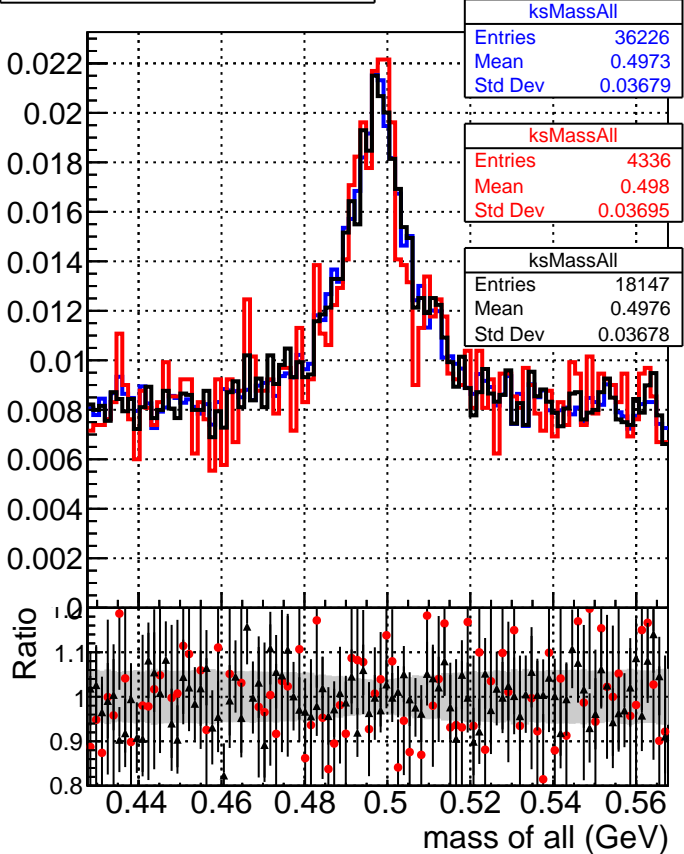 ksMassAll
Entries 36226
Mean 0.4973
Std Dev 0.03679
ksMassAll
Entries 4336
Mean 0.498
Std Dev 0.03695
ksMassAll
Entries 18147
Mean 0.4976
Std Dev 0.03678
0.022
0.02
0.018
0.016
0.014
0.012
0.01
0.008
0.006
0.004
0.002
0
1.2
1.1
1
0.9
0.8
Ratio
0.44 0.46 0.48 0.5 0.52 0.54 0.56
mass of all (GeV)